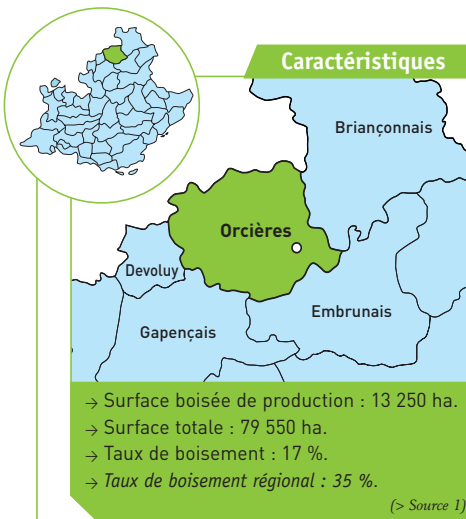 Caractéristiques
Briançonnais
Orcières
Devoluy
Embrunais
Gapençais
→ Surface boisée de production : 13 250 ha.
→ Surface totale : 79 550 ha.
→ Taux de boisement : 17 %.
→ Taux de boisement régional : 35 %.
(> Source 1)